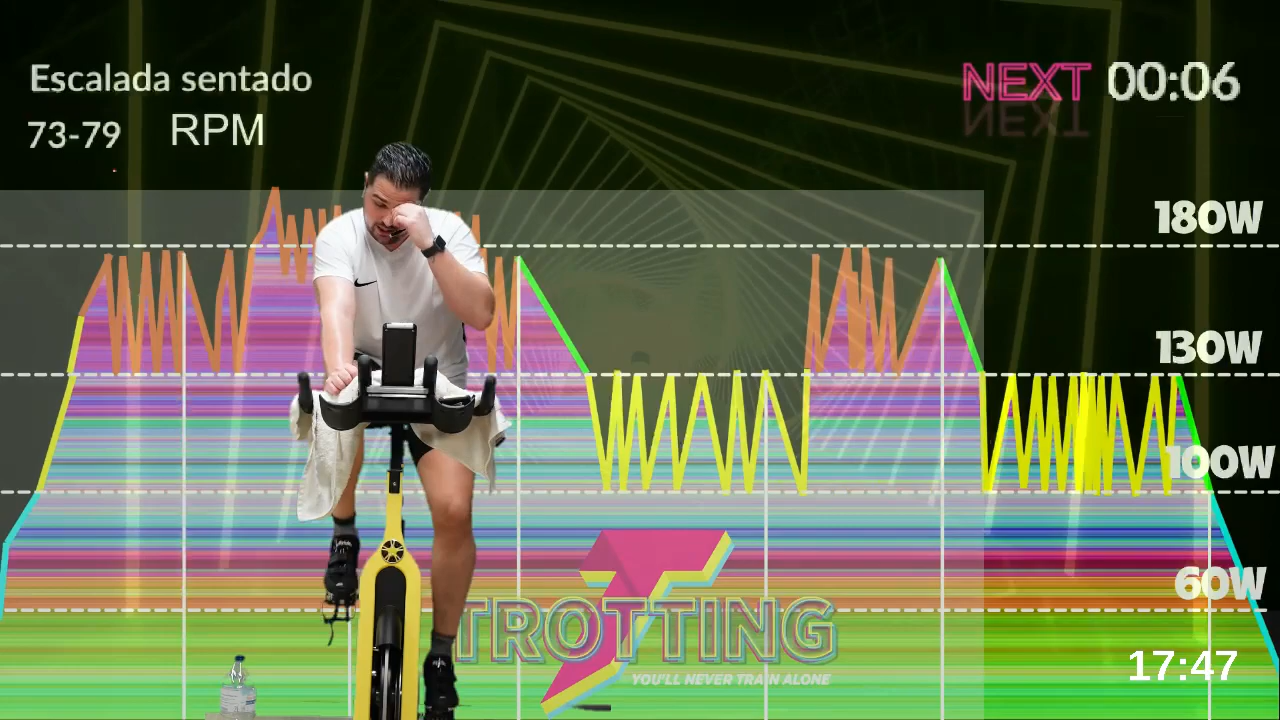 Escalada sentado
73-79 RPM
NEXT 00:06
NEXT
180W
130W
100W
60W
TROTTING
YOU'LL NEVER TRAIN ALONE
17:47